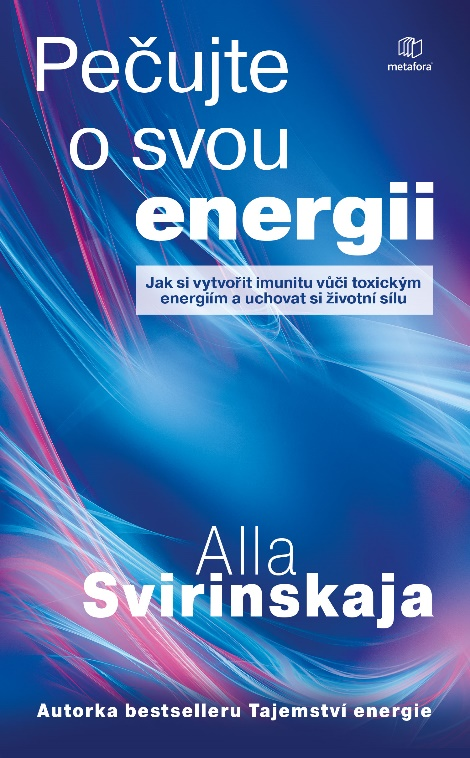 Pečujte
metafora
o svou
energii
Jak si vytvořit imunitu vůči toxickým
energiím a uchovat si životní sílu
Alla
Svirinskaja
Autorka bestselleru Tajemství energie